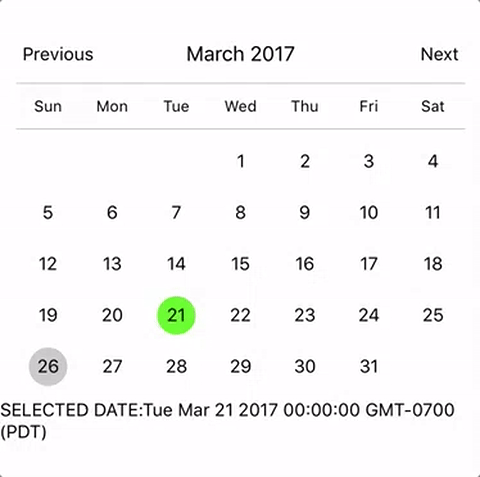 Previous March 2017 Next
Sun Mon Tue Wed Thu Fri Sat
1 2 3 4
5 6 7 8 9 10 11
12 13 14 15 16 17 18
19 20 21 22 23 24 25
26 27 28 29 30 31
SELECTED DATE:Tue Mar 21 2017 00:00:00 GMT-0700
(PDT)